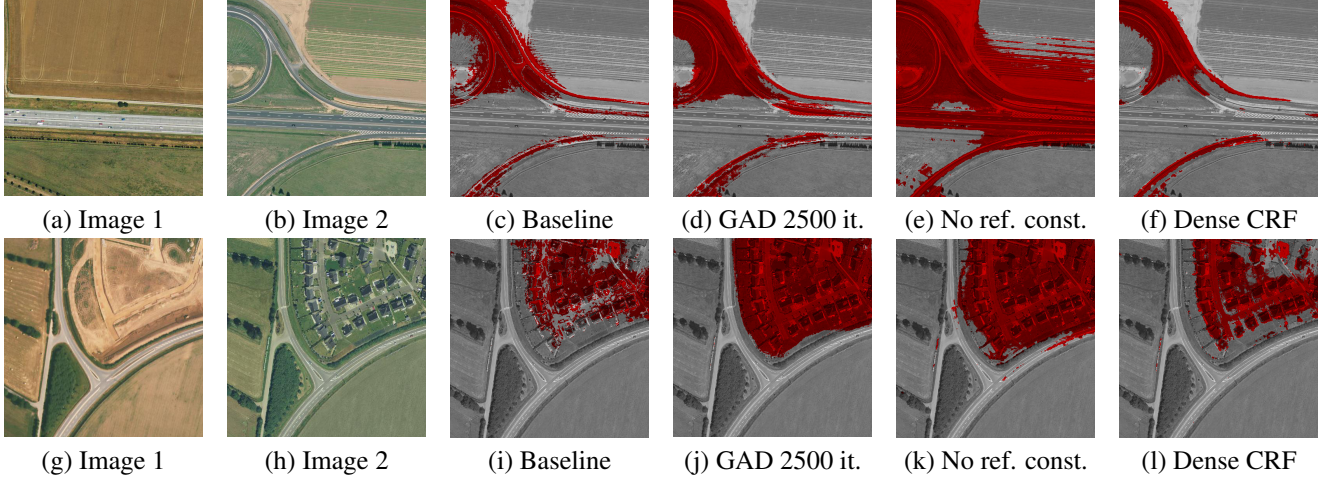 (a) Image 1 (b) Image 2 (c) Baseline (d) GAD 2500 it. (e) No ref. const. (f) Dense CRF
(g) Image 1 (h) Image 2 (i) Baseline (j) GAD 2500 it. (k) No ref. const. (l) Dense CRF